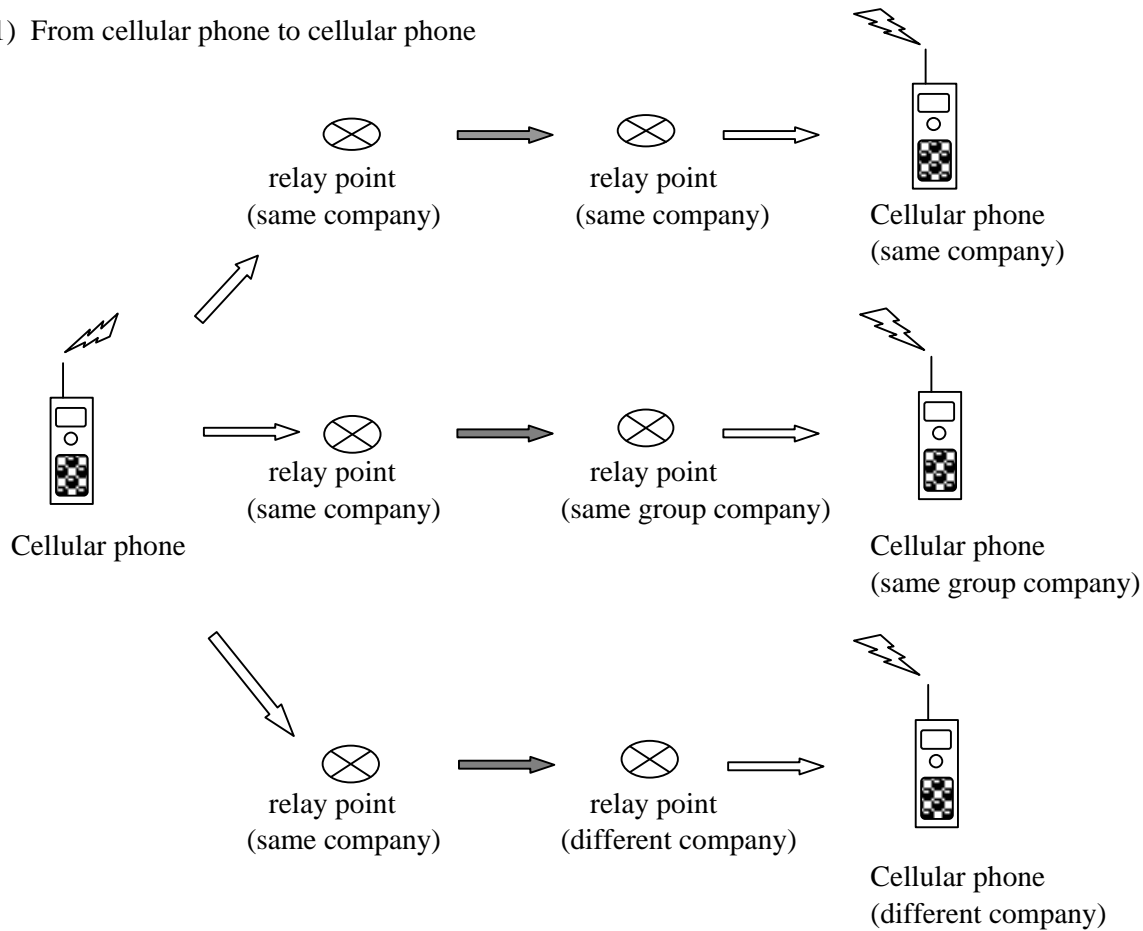 1) From cellular phone to cellular phone
relay point
(same company)
relay point
(same company)
Cellular phone
(same company)
Cellular phone
relay point
(same company)
relay point
(same group company)
Cellular phone
(same group company)
relay point
(same company)
relay point
(different company)
Cellular phone
(different company)